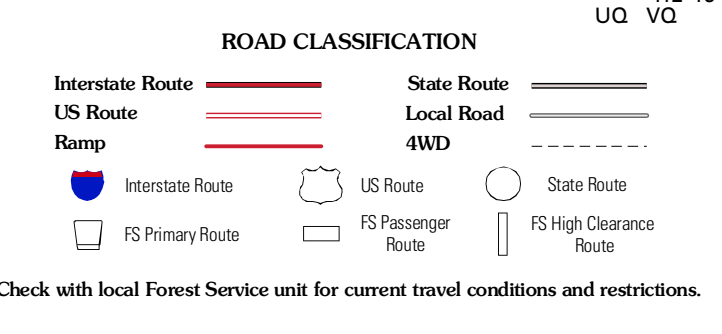 UQ VQ
ROAD CLASSIFICATION
Interstate Route State Route
US Route Local Road
Ramp 4WD
Interstate Route US Route State Route
FS Primary Route FS Passenger Route FS High Clearance Route
Check with local Forest Service unit for current travel conditions and restrictions.